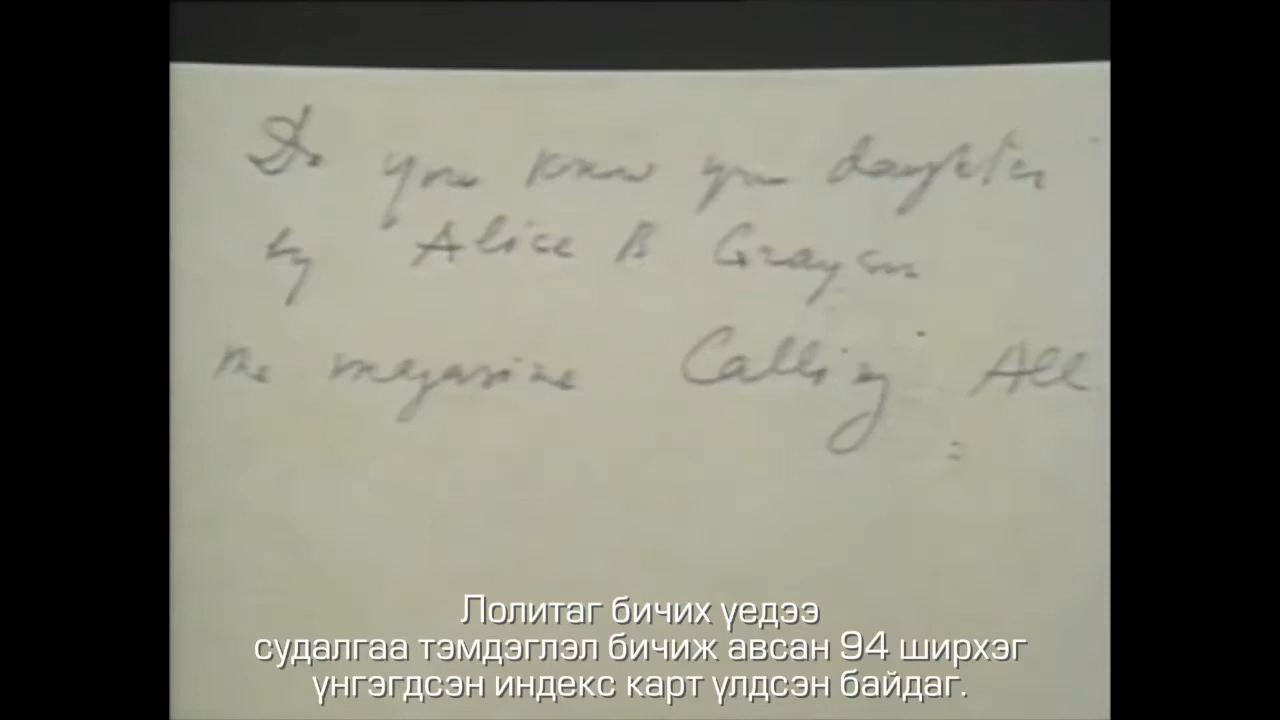 Do you know your daughter
by Alice B Grayson
the magazine Calling All
Лолитаг бичих үедээ
судалгаа тэмдэглэл бичиж авсан 94 ширхэг
үнгэгдсэн индекс карт үлдсэн байдаг.